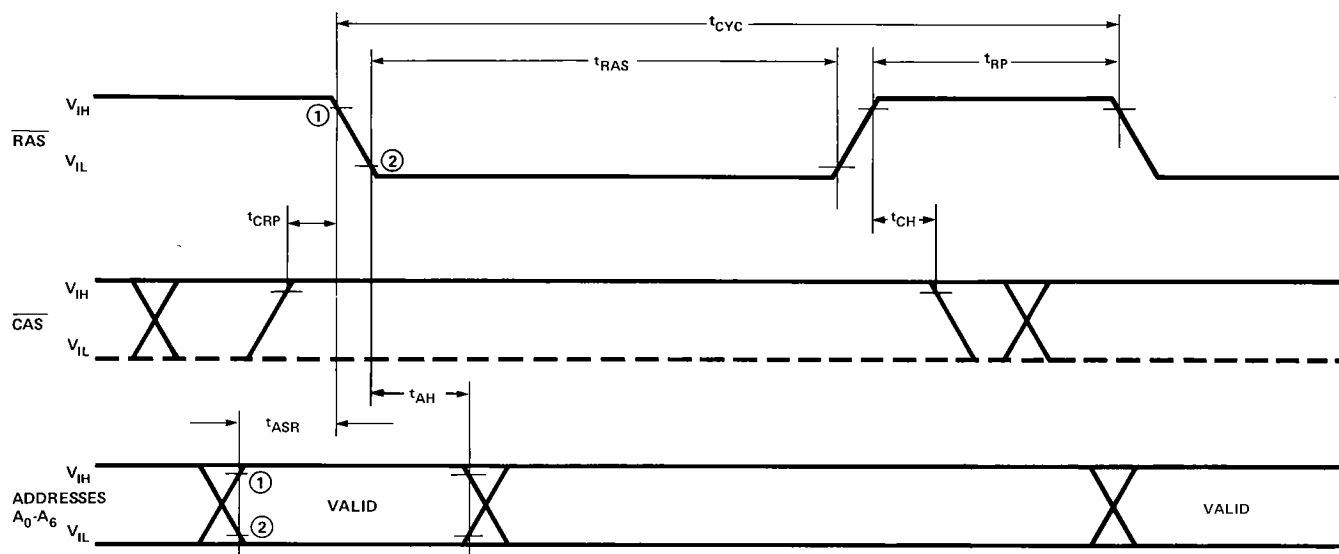 tCYC
tRAS
tRP
VIH
①
RAS
VIL
②
tCRP
tCH
VIH
CAS
VIL
tAH
tASR
VIH
①
ADDRESSES
A0-A6
VALID
VALID
VIL
②